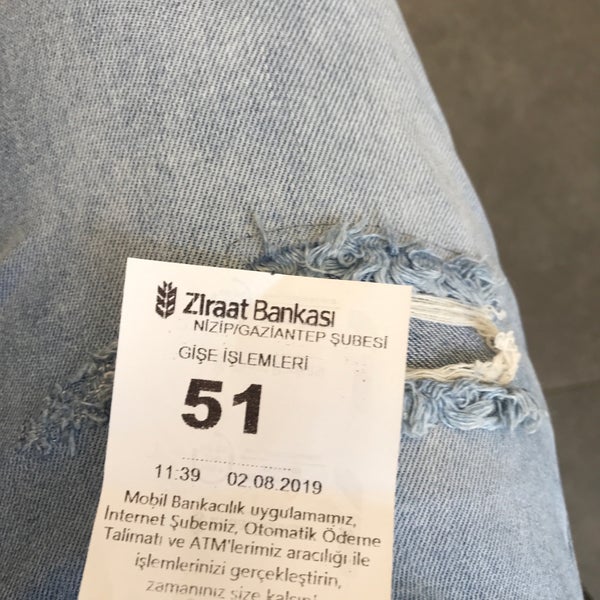 Ziraat Bankası
NİZİP/GAZİANTEP ŞUBESİ
GİŞE İŞLEMLERİ
51
11:39 02.08.2019
Mobil Bankacılık uygulamamız,
İnternet Şubemiz, Otomatik Ödeme
Talimatı ve ATM'lerimiz aracılığı ile
işlemlerinizi gerçekleştirin,
zamanınız size kalsın